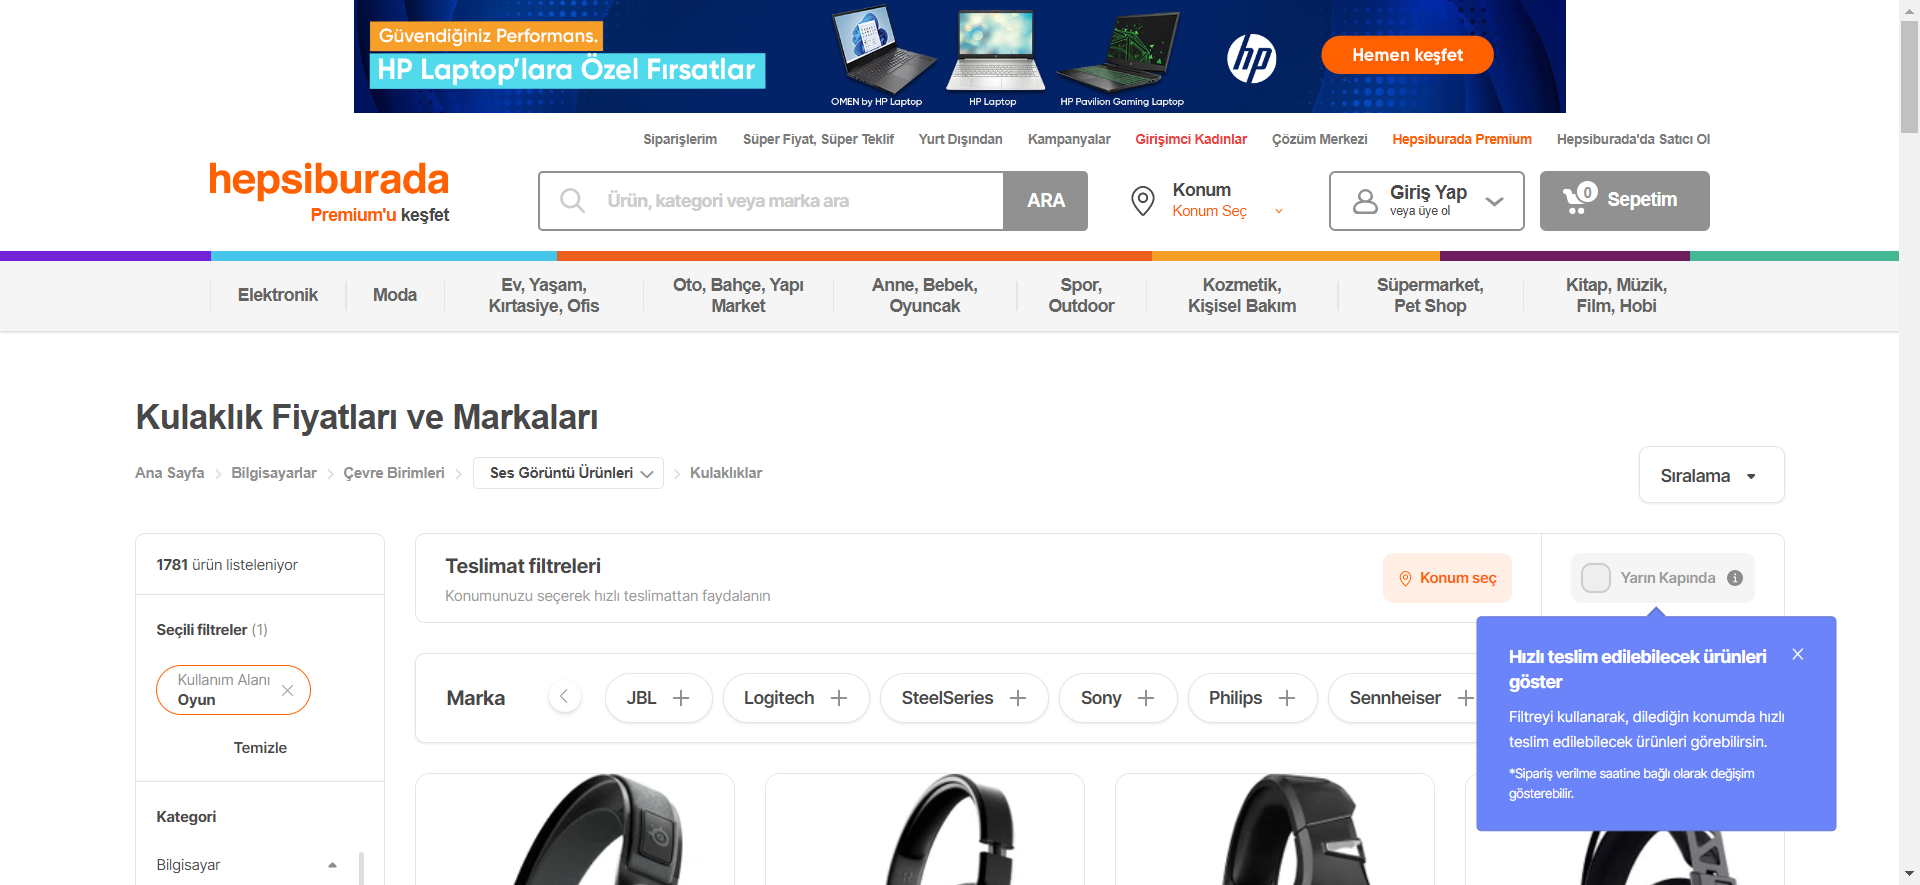 Güvendiğiniz Performans.
HP Laptop'lara Özel Fırsatlar
OMEN by HP Laptop
HP Laptop
HP Pavilion Gaming Laptop
hp
Hemen keşfet
Siparişlerim
Süper Fiyat, Süper Teklif
Yurt Dışından
Kampanyalar
Girişimci Kadınlar
Çözüm Merkezi
Hepsiburada Premium
Hepsiburada'da Satıcı Ol
hepsiburada
Premium'u keşfet
Ürün, kategori veya marka ara
ARA
Konum
Konum Seç
Giriş Yap
veya üye ol
0
Sepetim
Elektronik
Moda
Ev, Yaşam,
Kırtasiye, Ofis
Oto, Bahçe, Yapı
Market
Anne, Bebek,
Oyuncak
Spor,
Outdoor
Kozmetik,
Kişisel Bakım
Süpermarket,
Pet Shop
Kitap, Müzik,
Film, Hobi
Kulaklık Fiyatları ve Markaları
Ana Sayfa
Bilgisayarlar
Çevre Birimleri
Ses Görüntü Ürünleri
Kulaklıklar
Sıralama
1781 ürün listeleniyor
Seçili filtreler (1)
Kullanım Alanı
Oyun
Temizle
Kategori
Bilgisayar
Teslimat filtreleri
Konumunuzu seçerek hızlı teslimattan faydalanın
Konum seç
Yarın Kapında
Marka
JBL
Logitech
SteelSeries
Sony
Philips
Sennheiser
Hızlı teslim edilebilecek ürünleri
göster
Filtreyi kullanarak, dilediğin konumda hızlı
teslim edilebilecek ürünleri görebilirsin.
*Sipariş verilme saatine bağlı olarak değişim
gösterebilir.